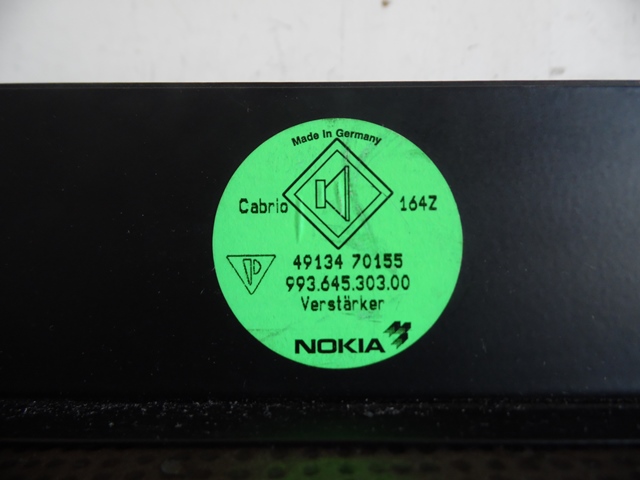 Made In Germany
Cabrio 164Z
49134 70155
993.645.303.00
Verstärker
NOKIA